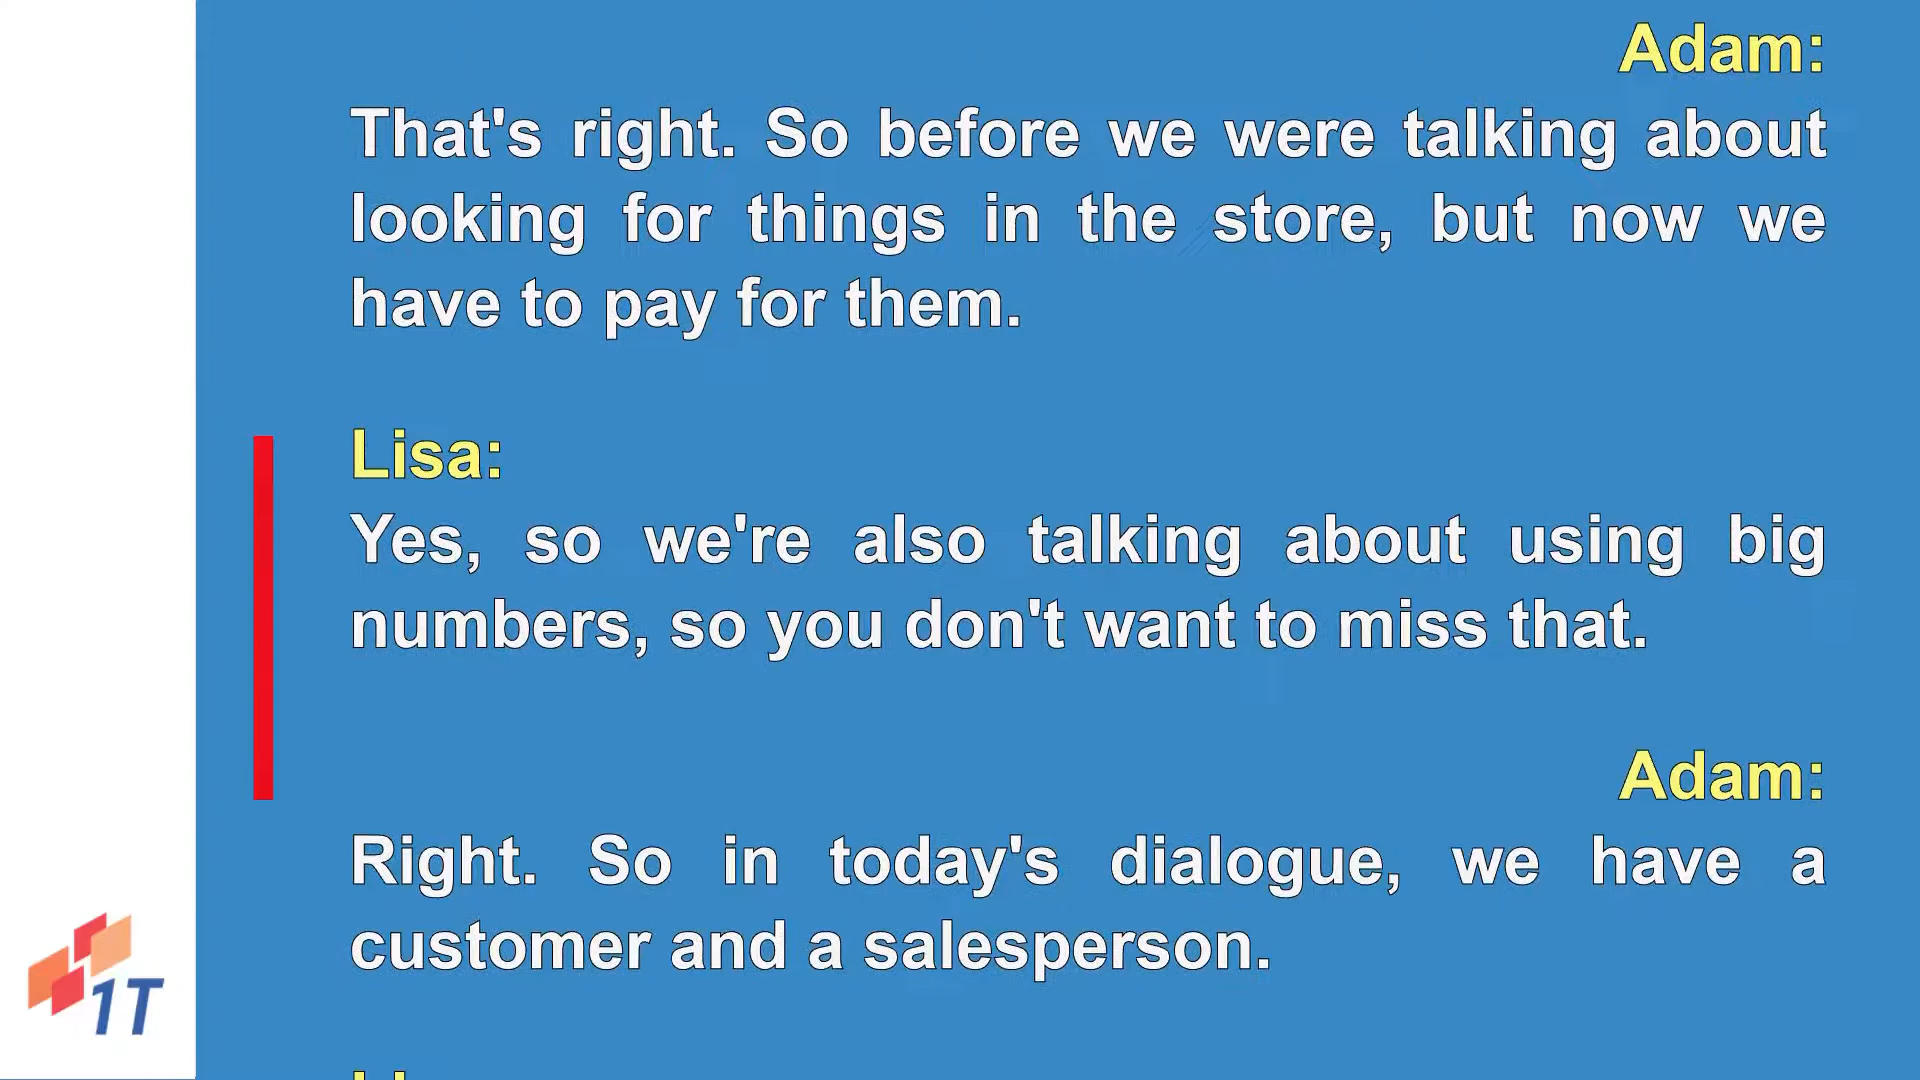 Adam:
That's right. So before we were talking about
looking for things in the store, but now we
have to pay for them.
Lisa:
Yes, so we're also talking about using big
numbers, so you don't want to miss that.
Adam:
Right. So in today's dialogue, we have a
customer and a salesperson.
1T